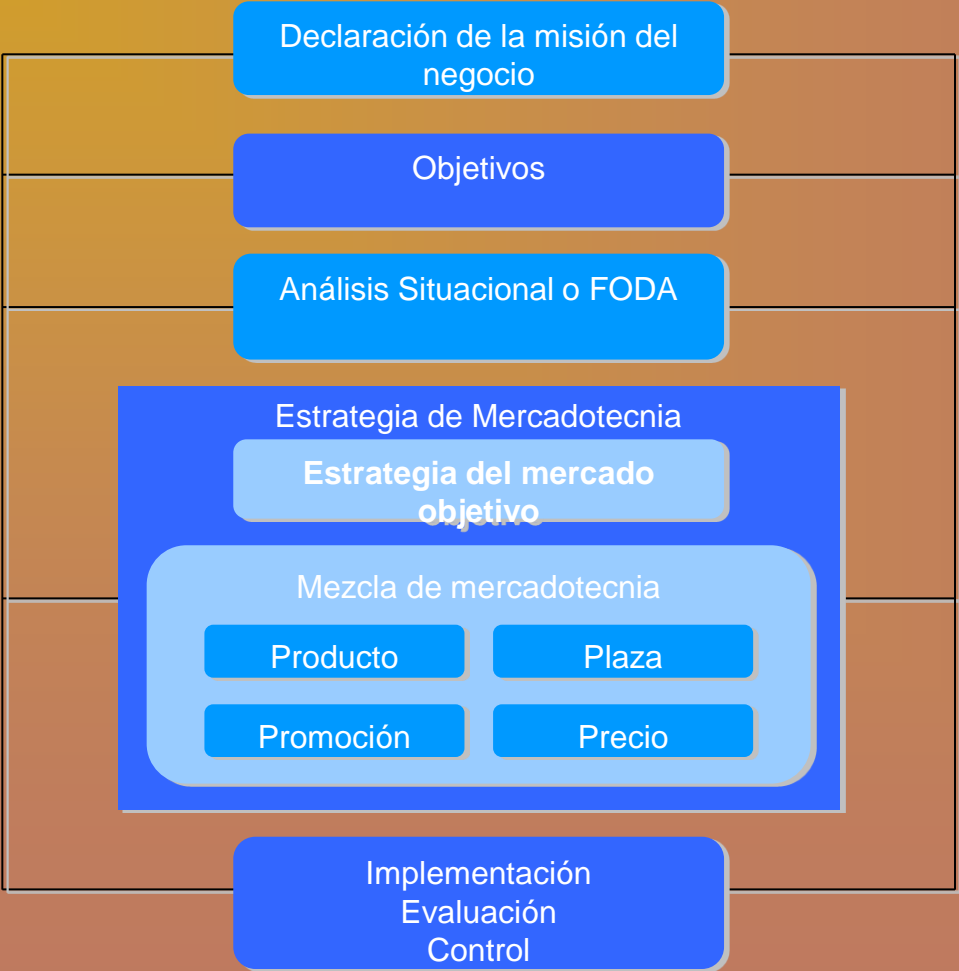 Declaración de la misión del
negocio
Objetivos
Análisis Situacional o FODA
Estrategia de Mercadotecnia
Estrategia del mercado
objetivo
Mezcla de mercadotecnia
Producto
Plaza
Promoción
Precio
Implementación
Evaluación
Control